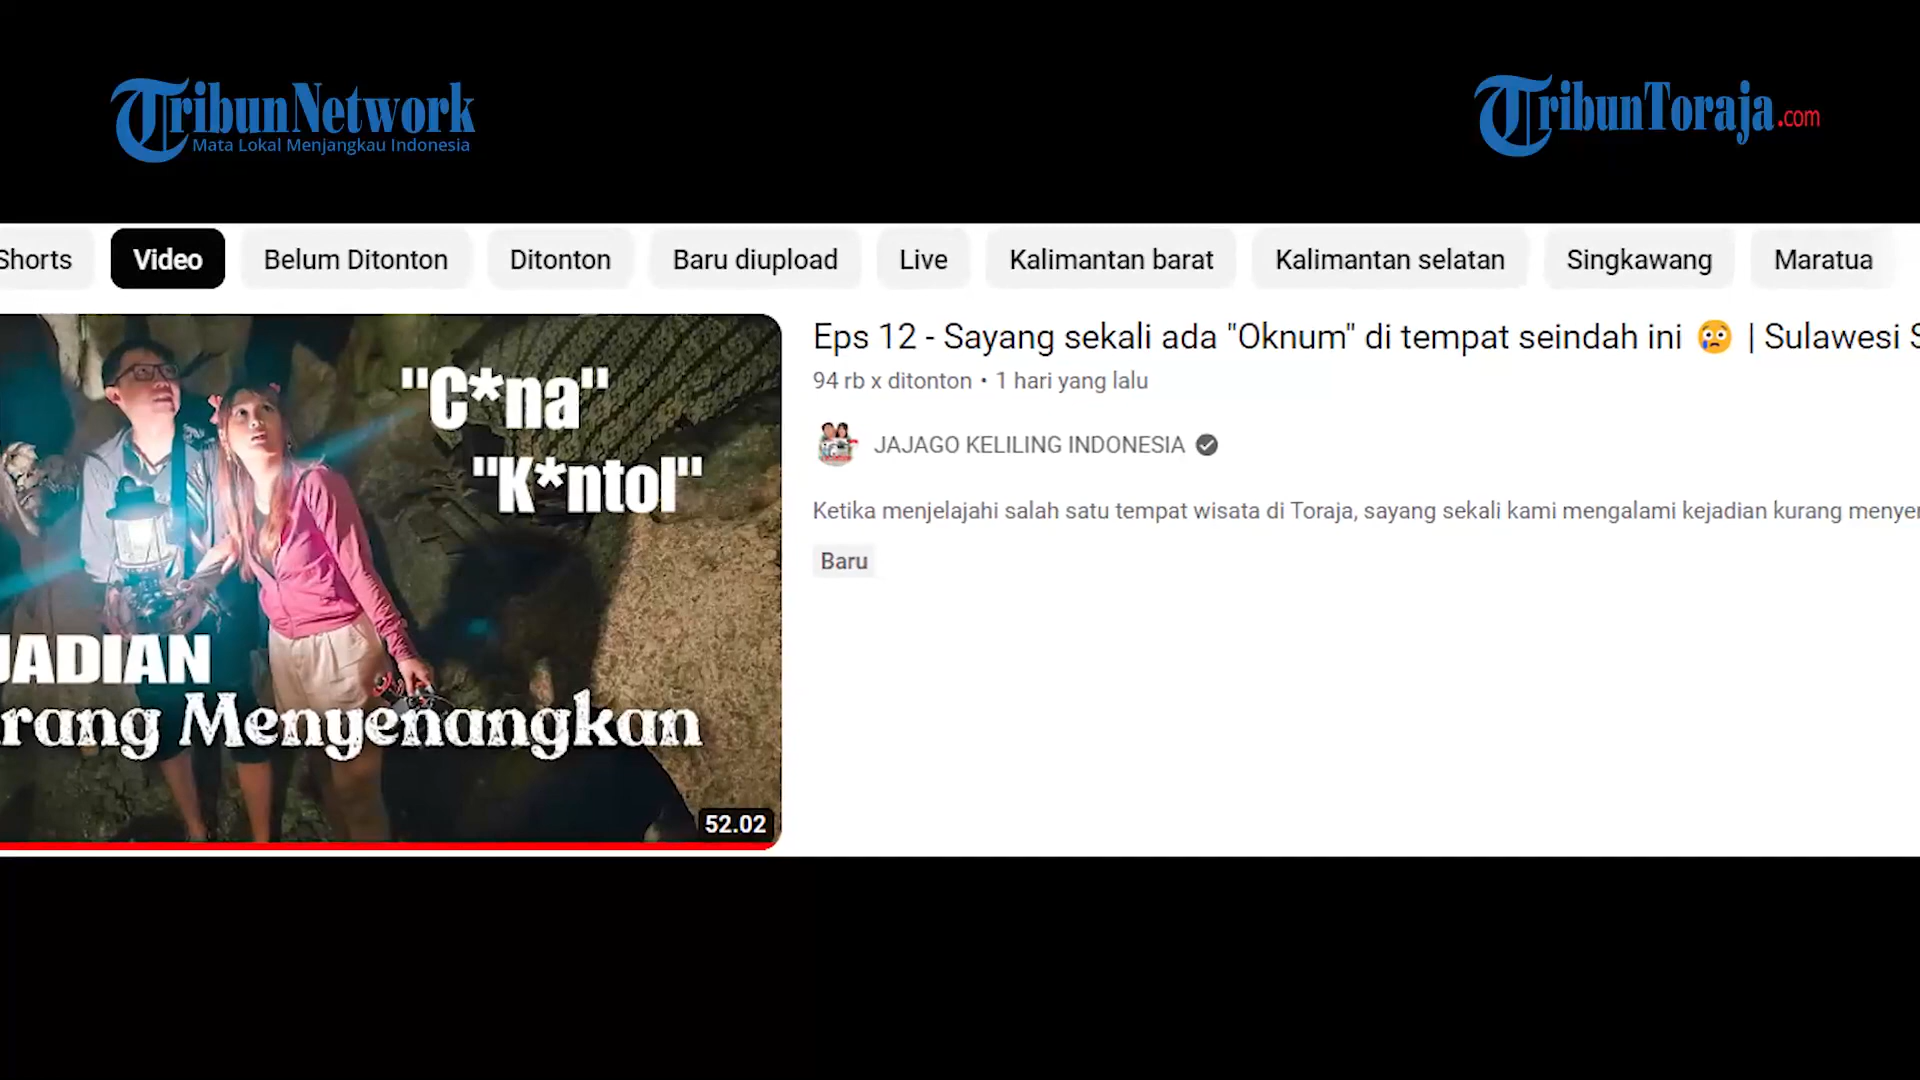 TribunNetwork
Mata Lokal Menjangkau Indonesia
TribunToraja.com
Shorts
Video
Belum Ditonton
Ditonton
Baru diupload
Live
Kalimantan barat
Kalimantan selatan
Singkawang
Maratua
"C*na"
"K*ntol"
JADIAN
rang Menyenangkan
52.02
Eps 12 - Sayang sekali ada "Oknum" di tempat seindah ini 😢 | Sulawesi S
94 rb x ditonton • 1 hari yang lalu
JAJAGO KELILING INDONESIA
Ketika menjelajahi salah satu tempat wisata di Toraja, sayang sekali kami mengalami kejadian kurang menye
Baru